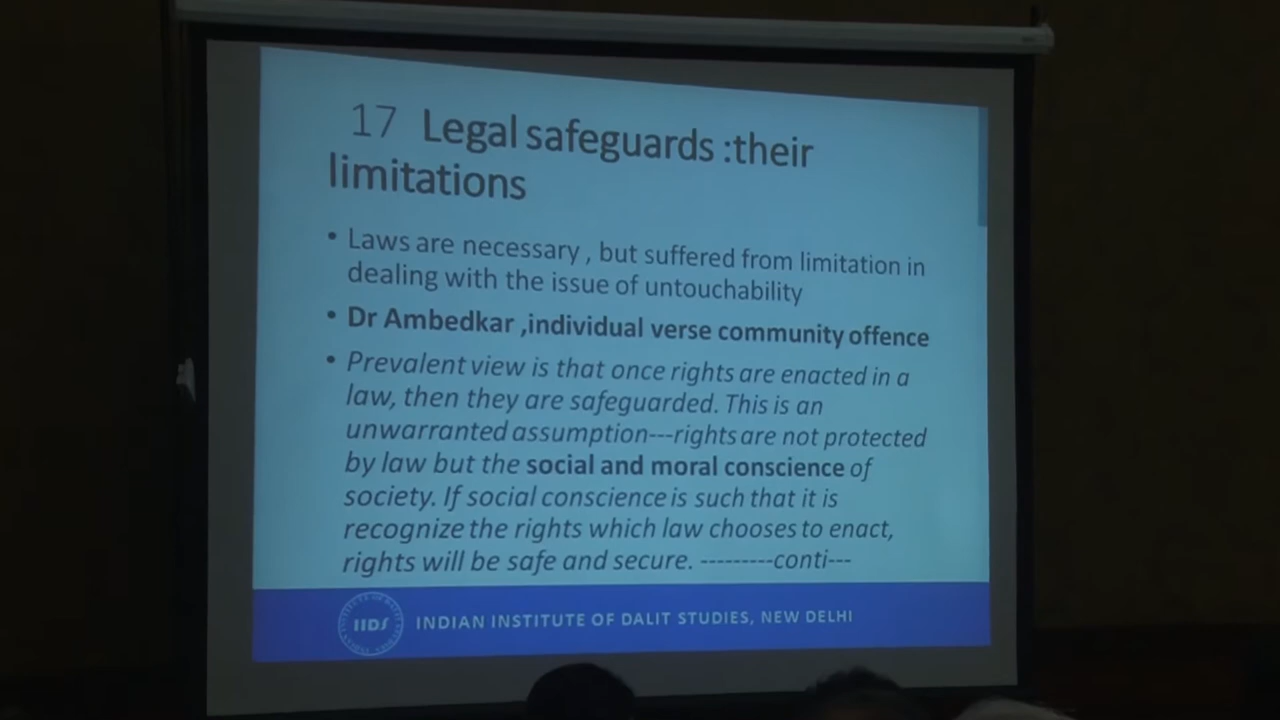 17 Legal safeguards :their
limitations
• Laws are necessary , but suffered from limitation in
dealing with the issue of untouchability
• Dr Ambedkar ,individual verse community offence
• Prevalent view is that once rights are enacted in a
law, then they are safeguarded. This is an
unwarranted assumption---rights are not protected
by law but the social and moral conscience of
society. If social conscience is such that it is
recognize the rights which law chooses to enact,
rights will be safe and secure. ---------conti---
IIDS
INDIAN INSTITUTE OF DALIT STUDIES, NEW DELHI